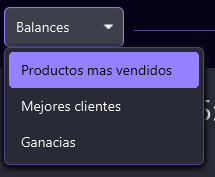 Balances
Productos mas vendidos
Mejores clientes
Ganacias